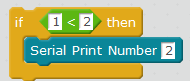 if 1 < 2 then
Serial Print Number 2